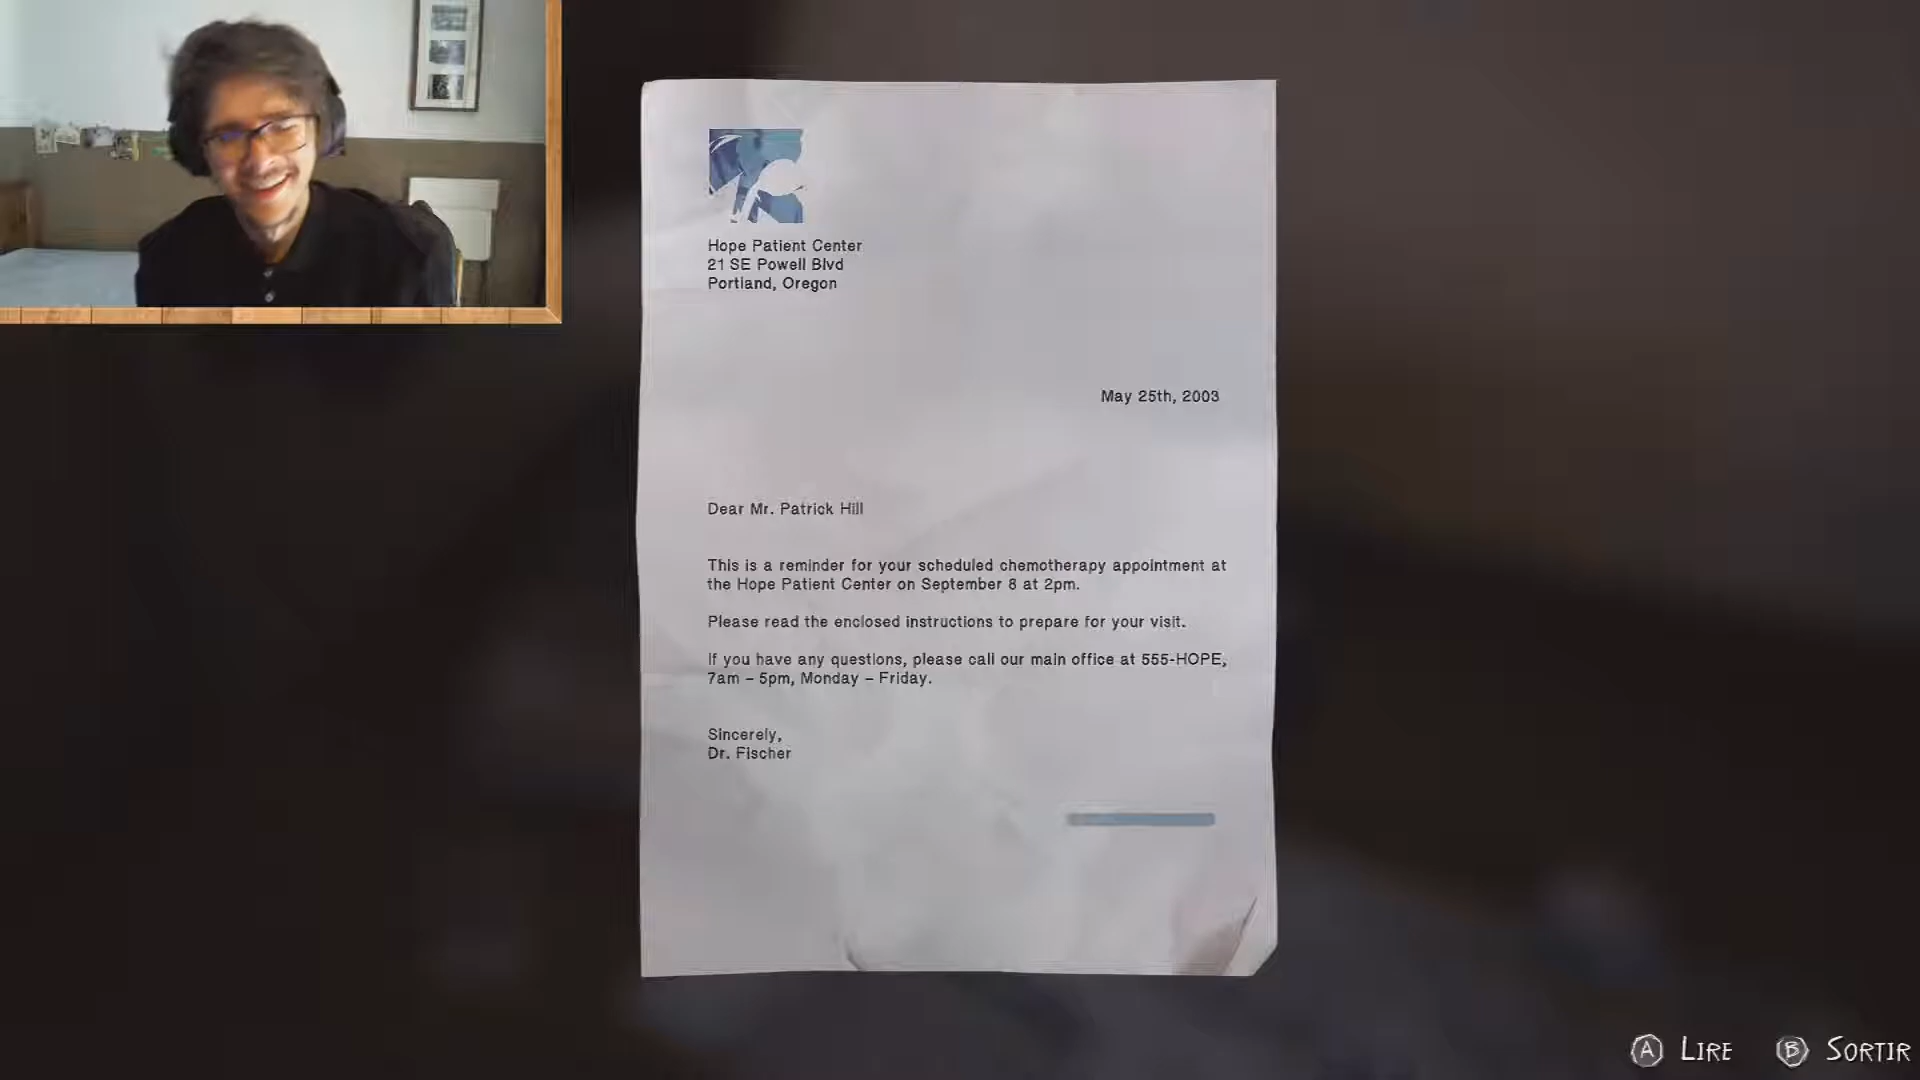 Hope Patient Center
21 SE Powell Blvd
Portland, Oregon
May 25th, 2003
Dear Mr. Patrick Hill
This is a reminder for your scheduled chemotherapy appointment at
the Hope Patient Center on September 8 at 2pm.
Please read the enclosed instructions to prepare for your visit.
If you have any questions, please call our main office at 555-HOPE,
7am – 5pm, Monday – Friday.
Sincerely,
Dr. Fischer
A LIRE B SORTIR